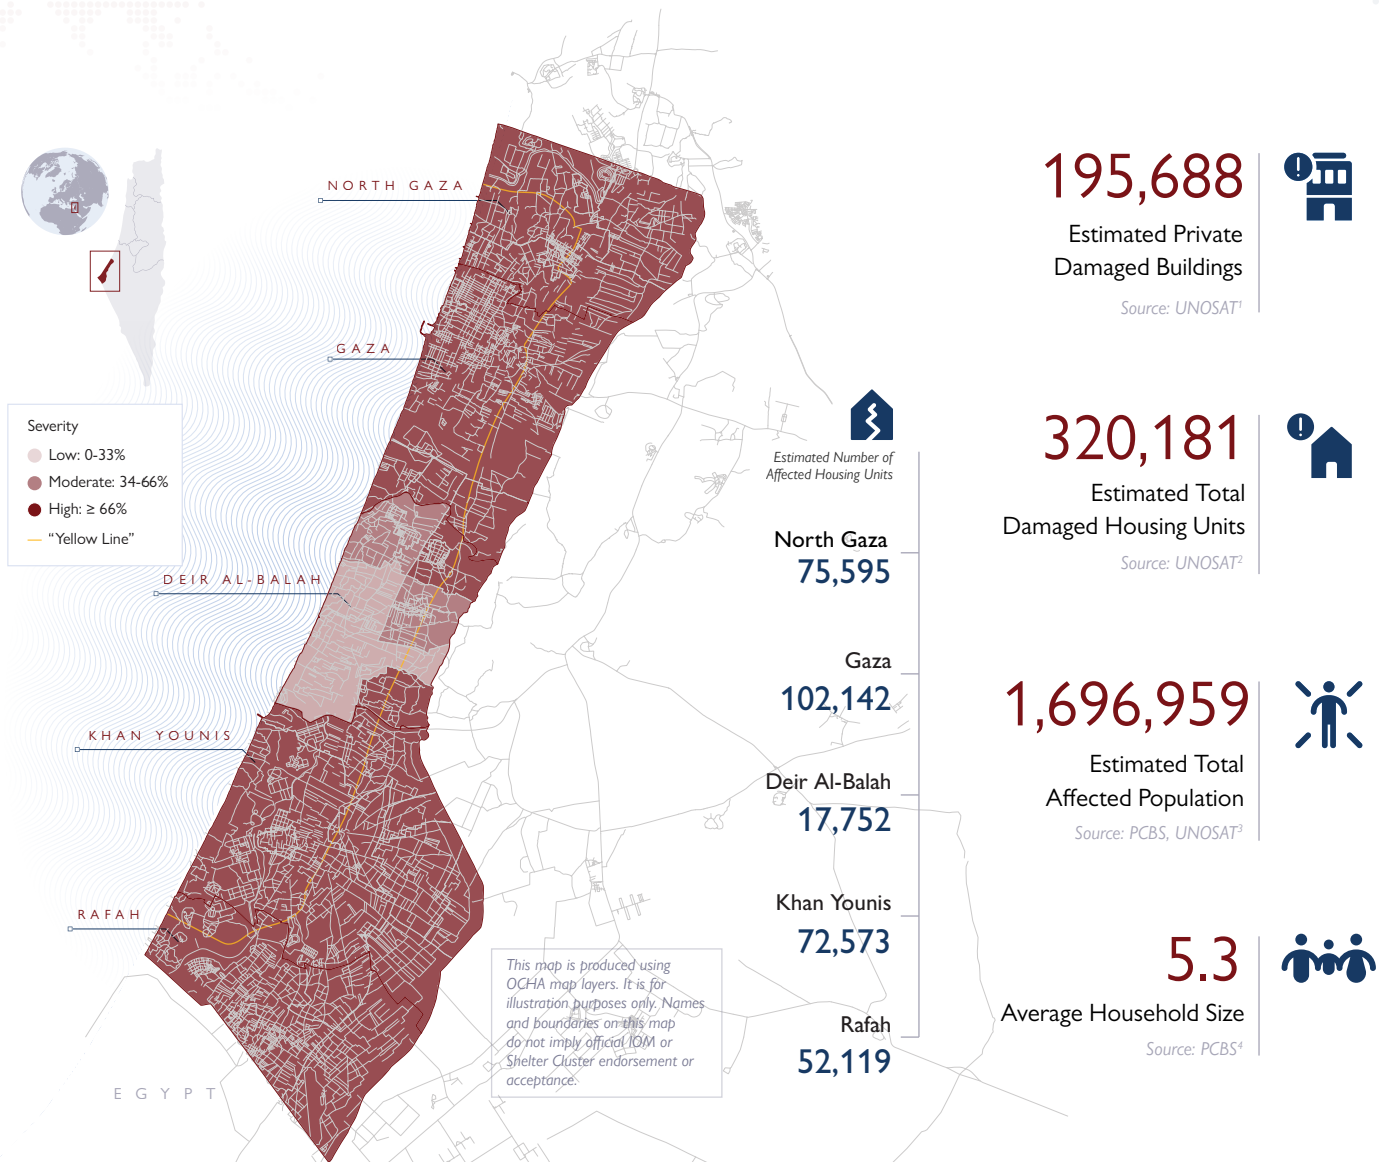 NORTH GAZA
GAZA
Severity
Low: 0-33%
Moderate: 34-66%
High: ≥ 66%
“Yellow Line”
DEIR AL-BALAH
KHAN YOUNIS
RAFAH
EGYPT
This map is produced using
OCHA map layers. It is for
illustration purposes only. Names
and boundaries on this map
do not imply official IOM or
Shelter Cluster endorsement or
acceptance.
Estimated Number of
Affected Housing Units
North Gaza
75,595
Gaza
102,142
Deir Al-Balah
17,752
Khan Younis
72,573
Rafah
52,119
195,688
Estimated Private
Damaged Buildings
Source: UNOSAT¹
320,181
Estimated Total
Damaged Housing Units
Source: UNOSAT²
1,696,959
Estimated Total
Affected Population
Source: PCBS, UNOSAT³
5.3
Average Household Size
Source: PCBS⁴